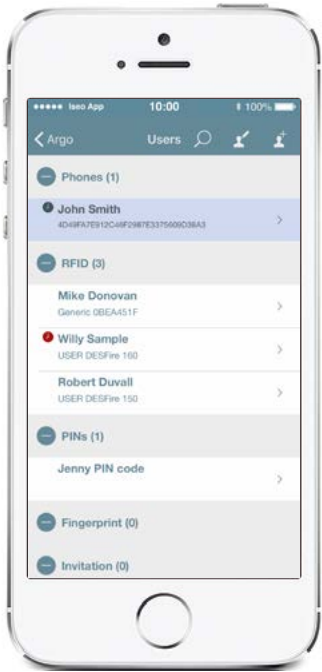 Iseo App 10:00 100%
Argo Users
Phones (1)
John Smith
4D49FA7E912C46F2987E3375609D36A3
RFID (3)
Mike Donovan
Generic 0BEA451F
Willy Sample
USER DESFire 160
Robert Duvall
USER DESFire 150
PINs (1)
Jenny PIN code
Fingerprint (0)
Invitation (0)